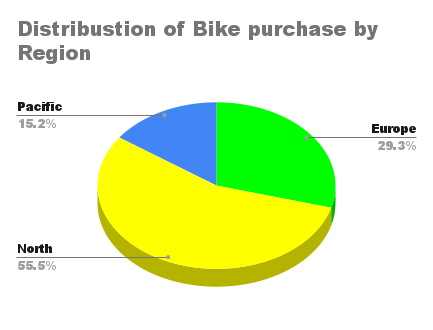 Distribustion of Bike purchase by
Region
Pacific
15.2%
Europe
29.3%
North
55.5%